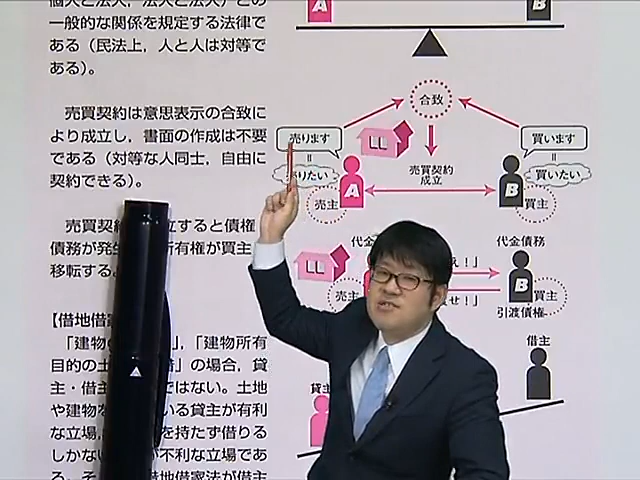 個人と法人，法人と法人）との
一般的な関係を規定する法律で
ある（民法上，人と人は対等で
ある）。
A
B
売買契約は意思表示の合致に
より成立し，書面の作成は不要
である（対等な人同士，自由に
契約できる）。
合致
売ります
買います
LL
=
=
売買契約
成立
売りたい
買いたい
A
B
売主
買主
売買契約 立すると債権
債務が発 所有権が買主
移転する。
代金
代金債務
LL
え！」
B
売主
買主
せ！」
引渡債権
【借地借家
「建物の 」，「建物所有
目的の土 借」の場合，貸
主・借主 ではない。土地
や建物を いる貸主が有利
な立場， を持たず借りる
しかない が不利な立場であ
る。そ 借地借家法が借主
貸主
借主